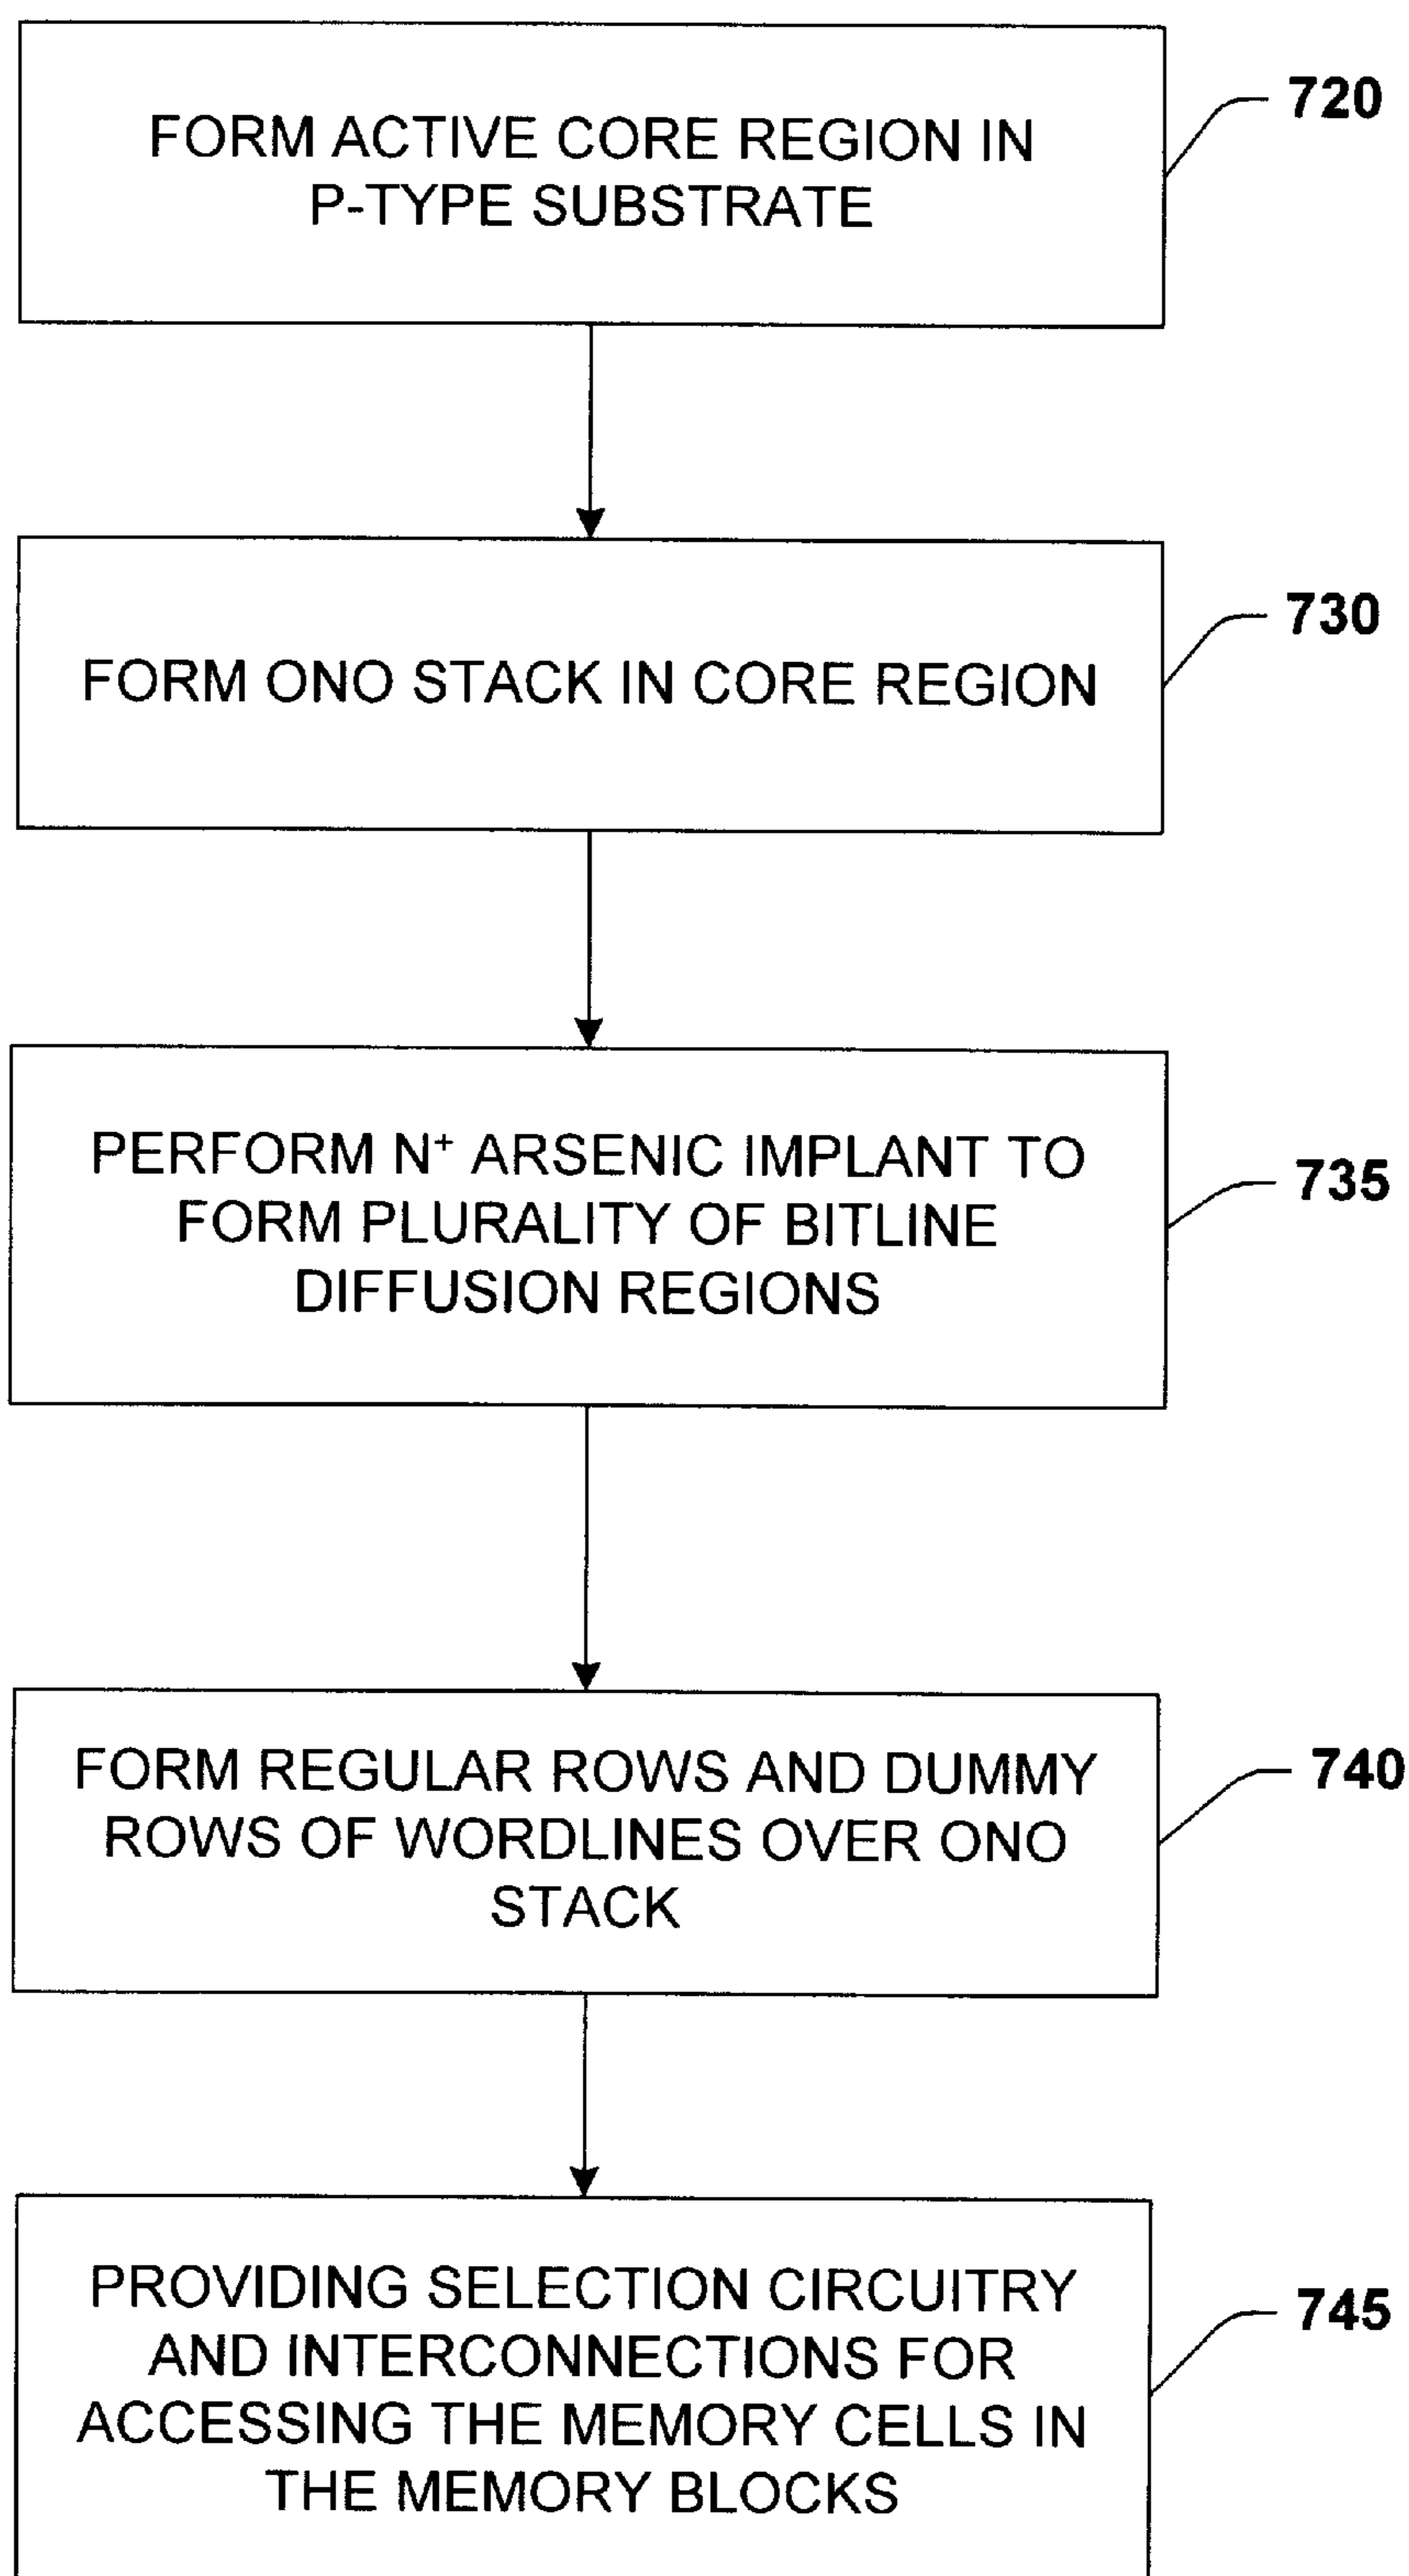 FORM ACTIVE CORE REGION IN
P-TYPE SUBSTRATE
720
FORM ONO STACK IN CORE REGION
730
PERFORM N⁺ ARSENIC IMPLANT TO
FORM PLURALITY OF BITLINE
DIFFUSION REGIONS
735
FORM REGULAR ROWS AND DUMMY
ROWS OF WORDLINES OVER ONO
STACK
740
PROVIDING SELECTION CIRCUITRY
AND INTERCONNECTIONS FOR
ACCESSING THE MEMORY CELLS IN
THE MEMORY BLOCKS
745